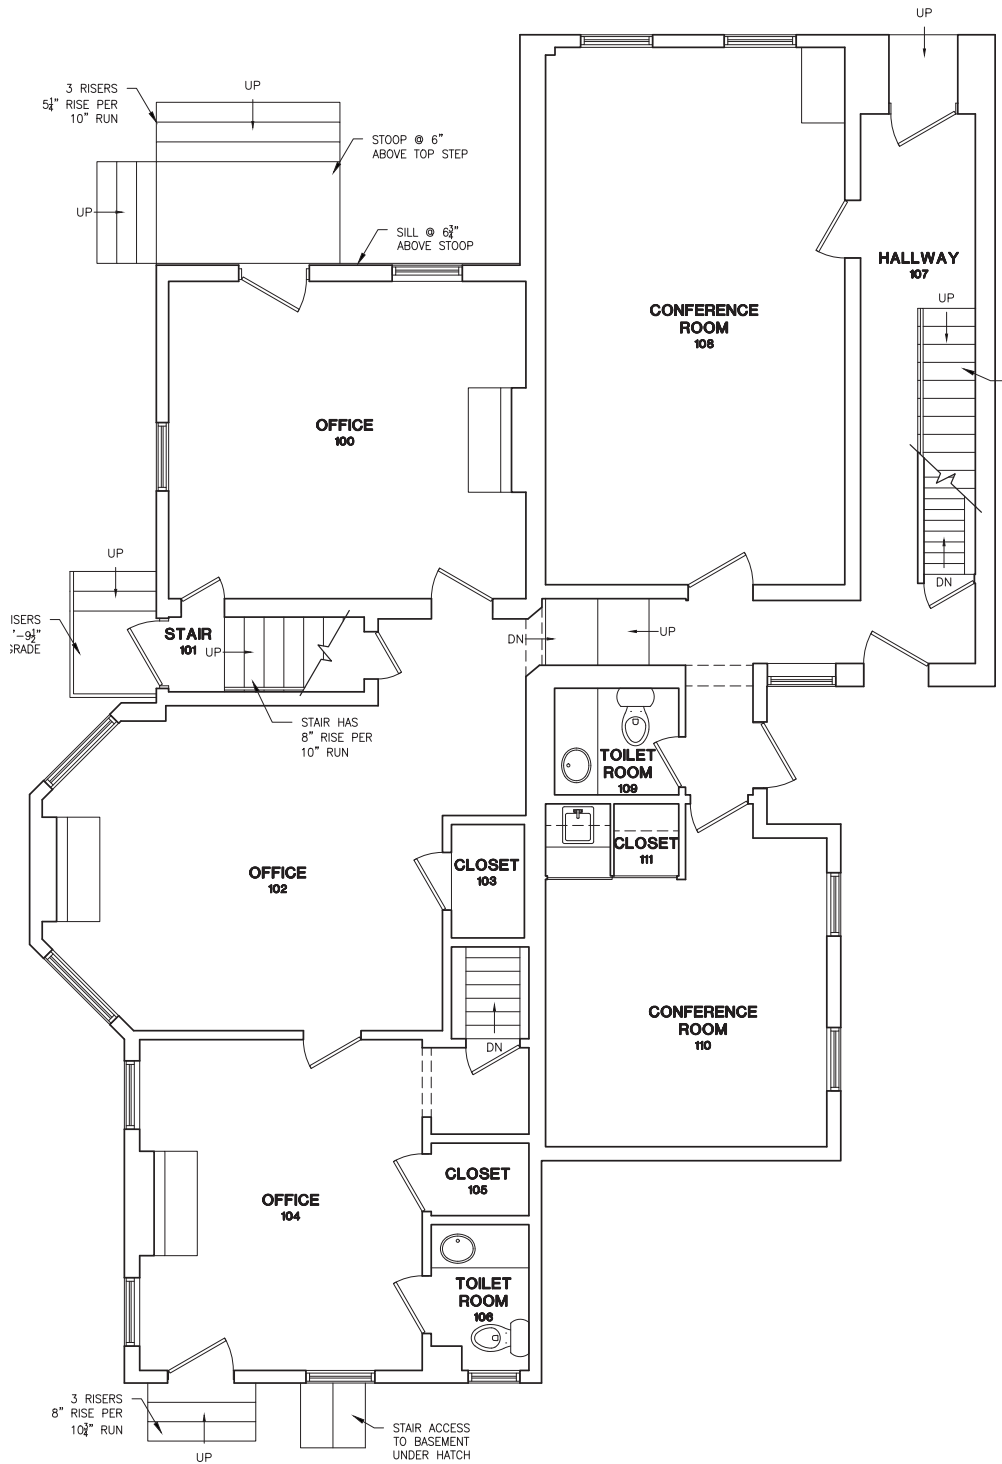 UP
UP
3 RISERS
5¼" RISE PER
10" RUN
STOOP @ 6"
ABOVE TOP STEP
UP
SILL @ 6¾"
ABOVE STOOP
HALLWAY
107
UP
CONFERENCE
ROOM
108
OFFICE
100
UP
DN
ISERS
'-9½"
GRADE
STAIR
101
UP
DN
UP
STAIR HAS
8" RISE PER
10" RUN
TOILET
ROOM
109
CLOSET
111
CLOSET
103
OFFICE
102
CONFERENCE
ROOM
110
DN
CLOSET
105
OFFICE
104
TOILET
ROOM
106
3 RISERS
8" RISE PER
10¾" RUN
UP
STAIR ACCESS
TO BASEMENT
UNDER HATCH